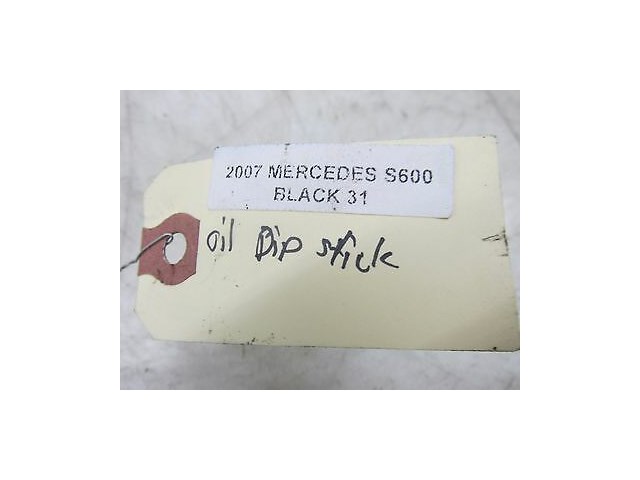 2007 MERCEDES S600
BLACK 31
oil Dip stick